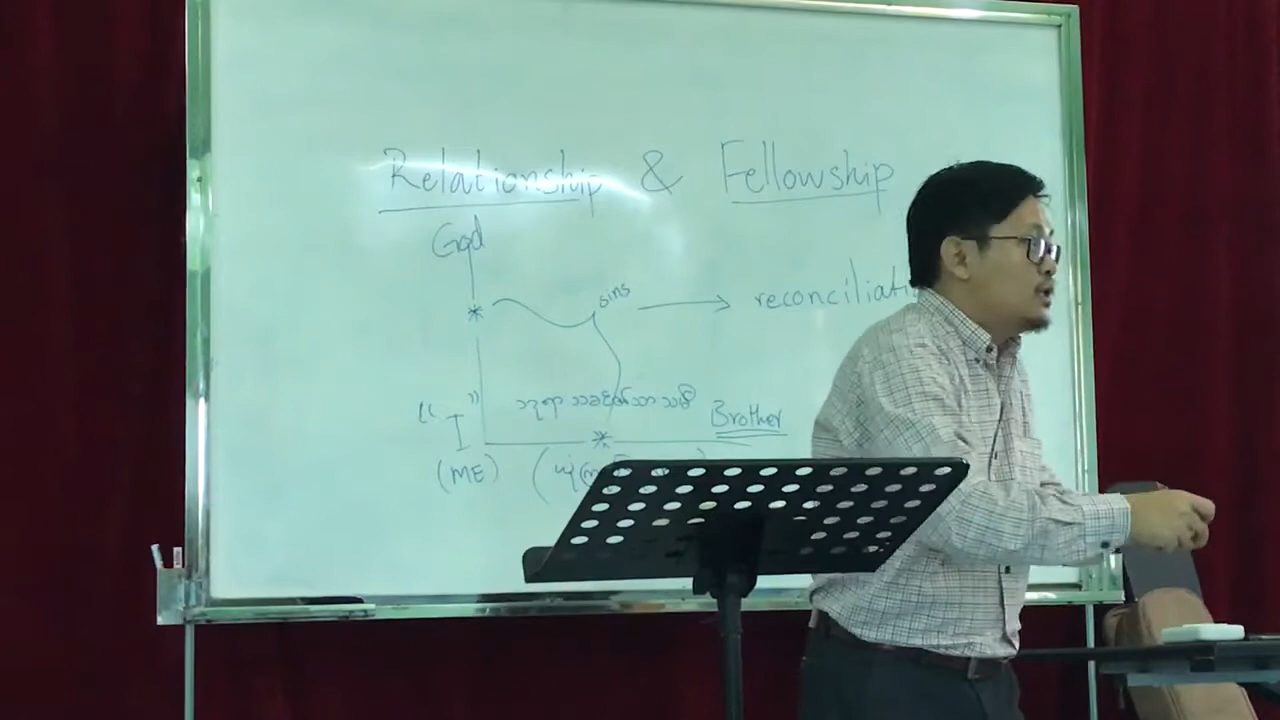 Relationship & Fellowship
God
* sins → reconciliati
"I" Brother
*
(ME)